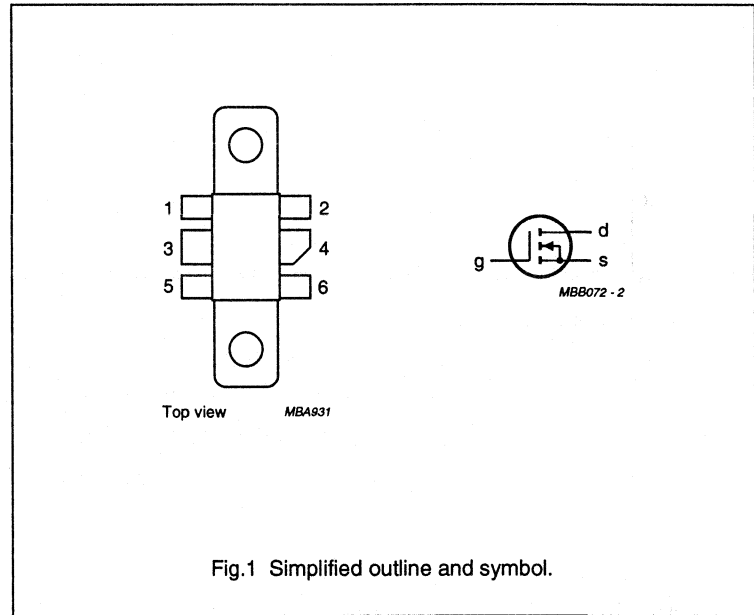 1 2
3 4
5 6
g d
s
MBB072 - 2
Top view MBA931
Fig.1 Simplified outline and symbol.